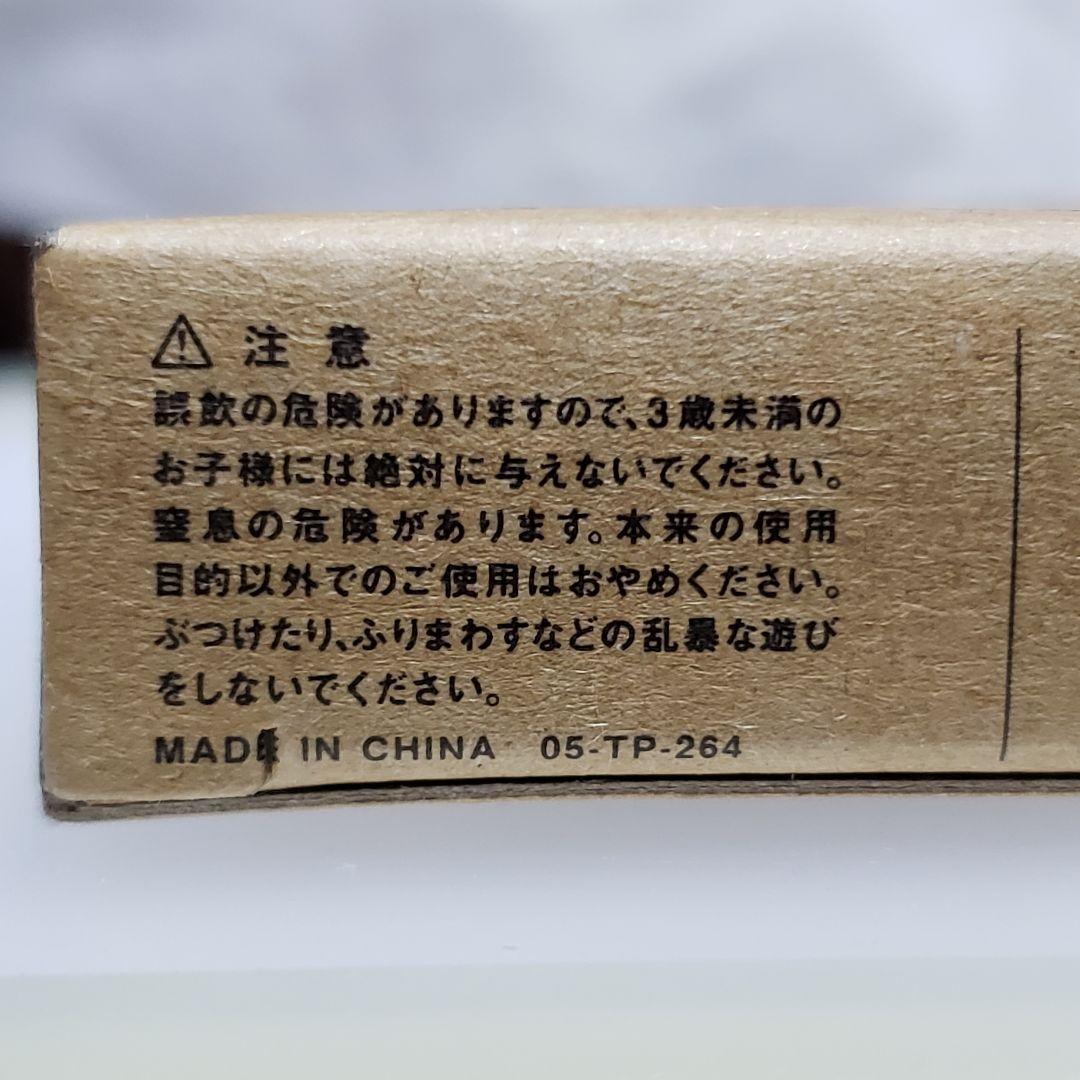 ⚠ 注意
誤飲の危険がありますので、3歳未満の
お子様には絶対に与えないでください。
窒息の危険があります。本来の使用
目的以外でのご使用はおやめください。
ぶつけたり、ふりまわすなどの乱暴な遊び
をしないでください。
MADE IN CHINA 05-TP-264